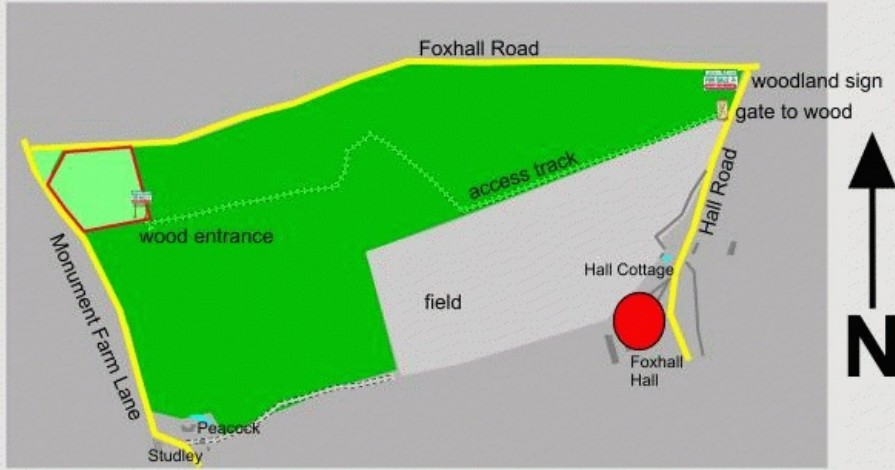 Foxhall Road
woodland sign
gate to wood
access track
Hall Road
wood entrance
Monument Farm Lane
Hall Cottage
field
N
Foxhall
Hall
Peacock
Studley